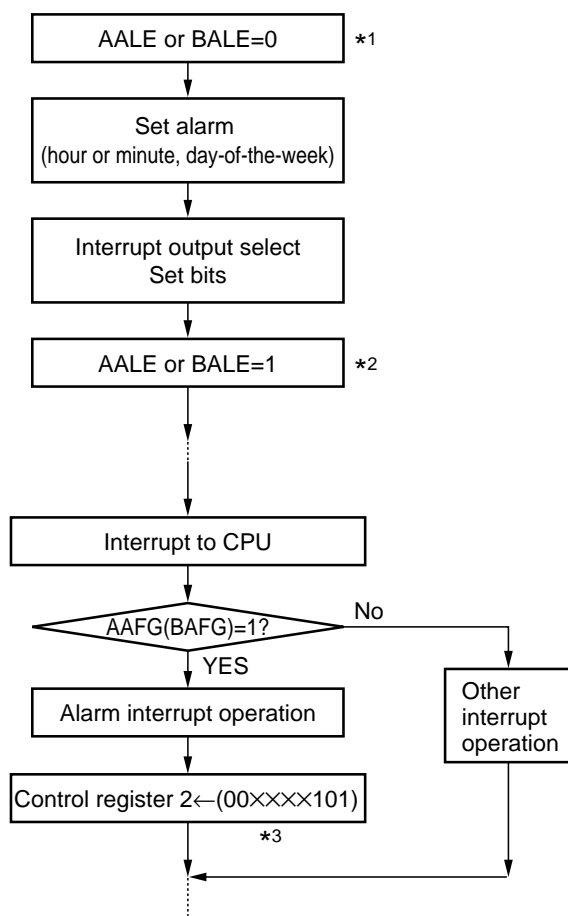 AALE or BALE=0 *1
Set alarm
(hour or minute, day-of-the-week)
Interrupt output select
Set bits
AALE or BALE=1 *2
Interrupt to CPU
AAFG(BAFG)=1?
No
YES
Alarm interrupt operation
Other
interrupt
operation
Control register 2←(00××××101)
*3